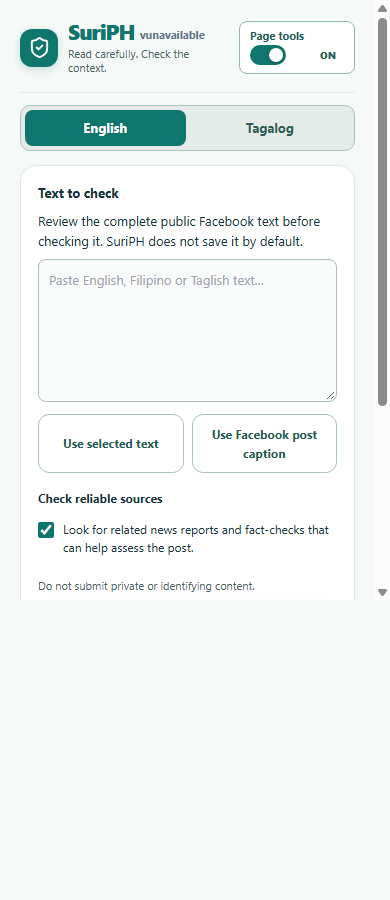 SuriPH vunavailable
Read carefully. Check the
context.
Page tools
ON
English
Tagalog
Text to check
Review the complete public Facebook text before
checking it. SuriPH does not save it by default.
Paste English, Filipino or Taglish text...
Use selected text
Use Facebook post
caption
Check reliable sources
Look for related news reports and fact-checks that
can help assess the post.
Do not submit private or identifying content.